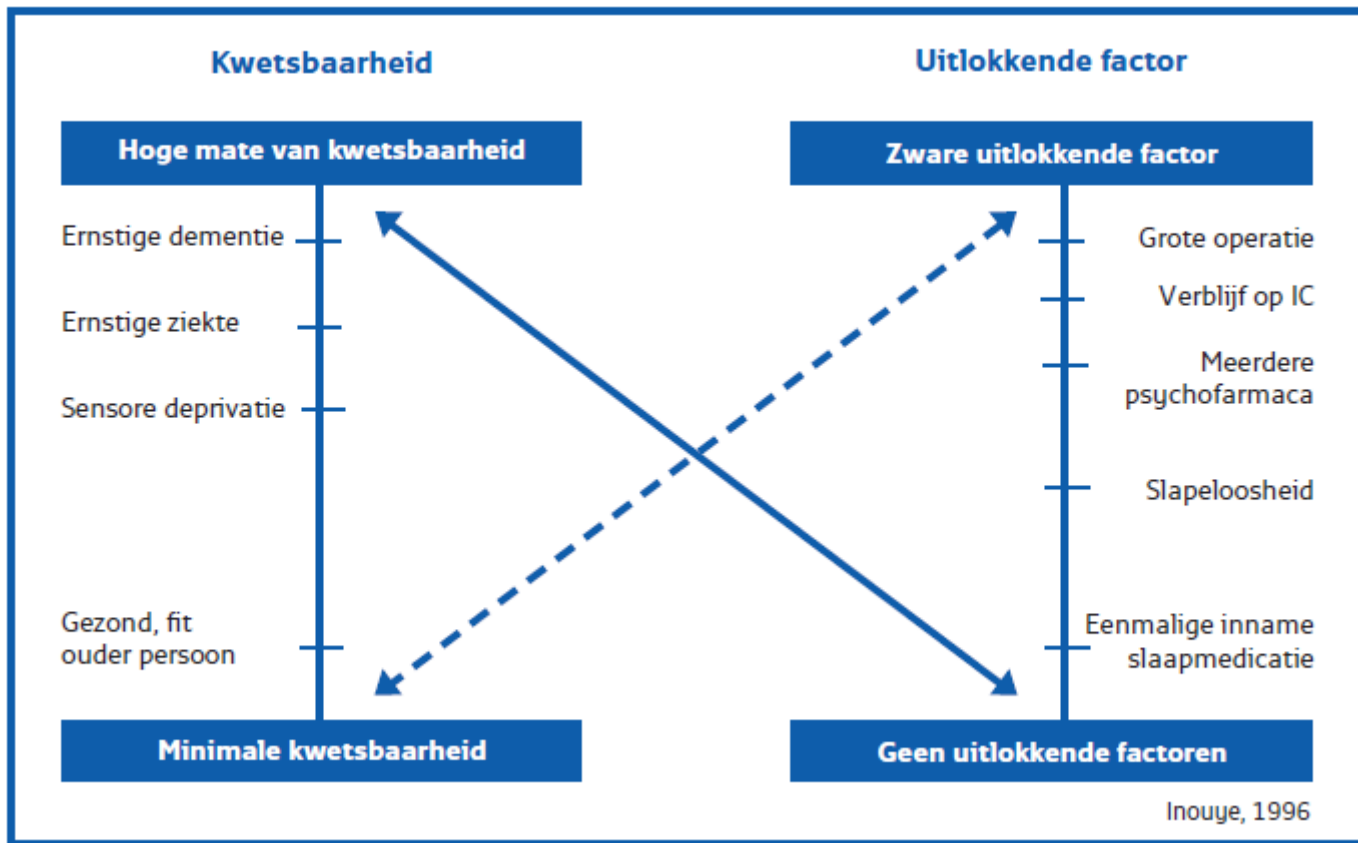 Kwetsbaarheid
Uitlokkende factor
Hoge mate van kwetsbaarheid
Zware uitlokkende factor
Ernstige dementie
Ernstige ziekte
Sensore deprivatie
Gezond, fit
ouder persoon
Grote operatie
Verblijf op IC
Meerdere
psychofarmaca
Slapeloosheid
Eenmalige inname
slaapmedicatie
Minimale kwetsbaarheid
Geen uitlokkende factoren
Inouye, 1996